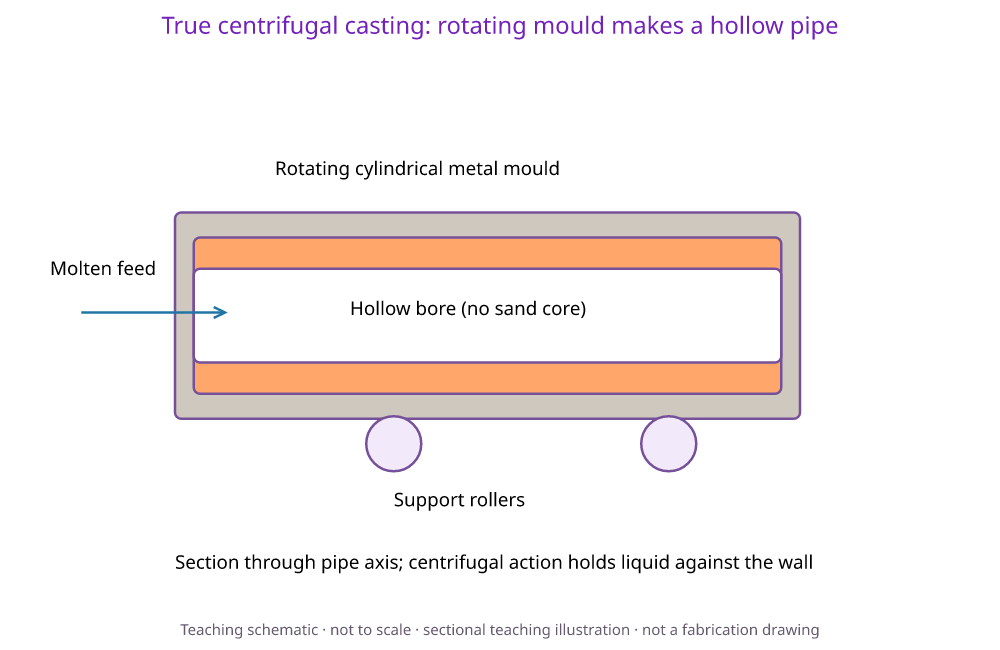 True centrifugal casting: rotating mould makes a hollow pipe
Rotating cylindrical metal mould
Molten feed
Hollow bore (no sand core)
Support rollers
Section through pipe axis; centrifugal action holds liquid against the wall
Teaching schematic · not to scale · sectional teaching illustration · not a fabrication drawing